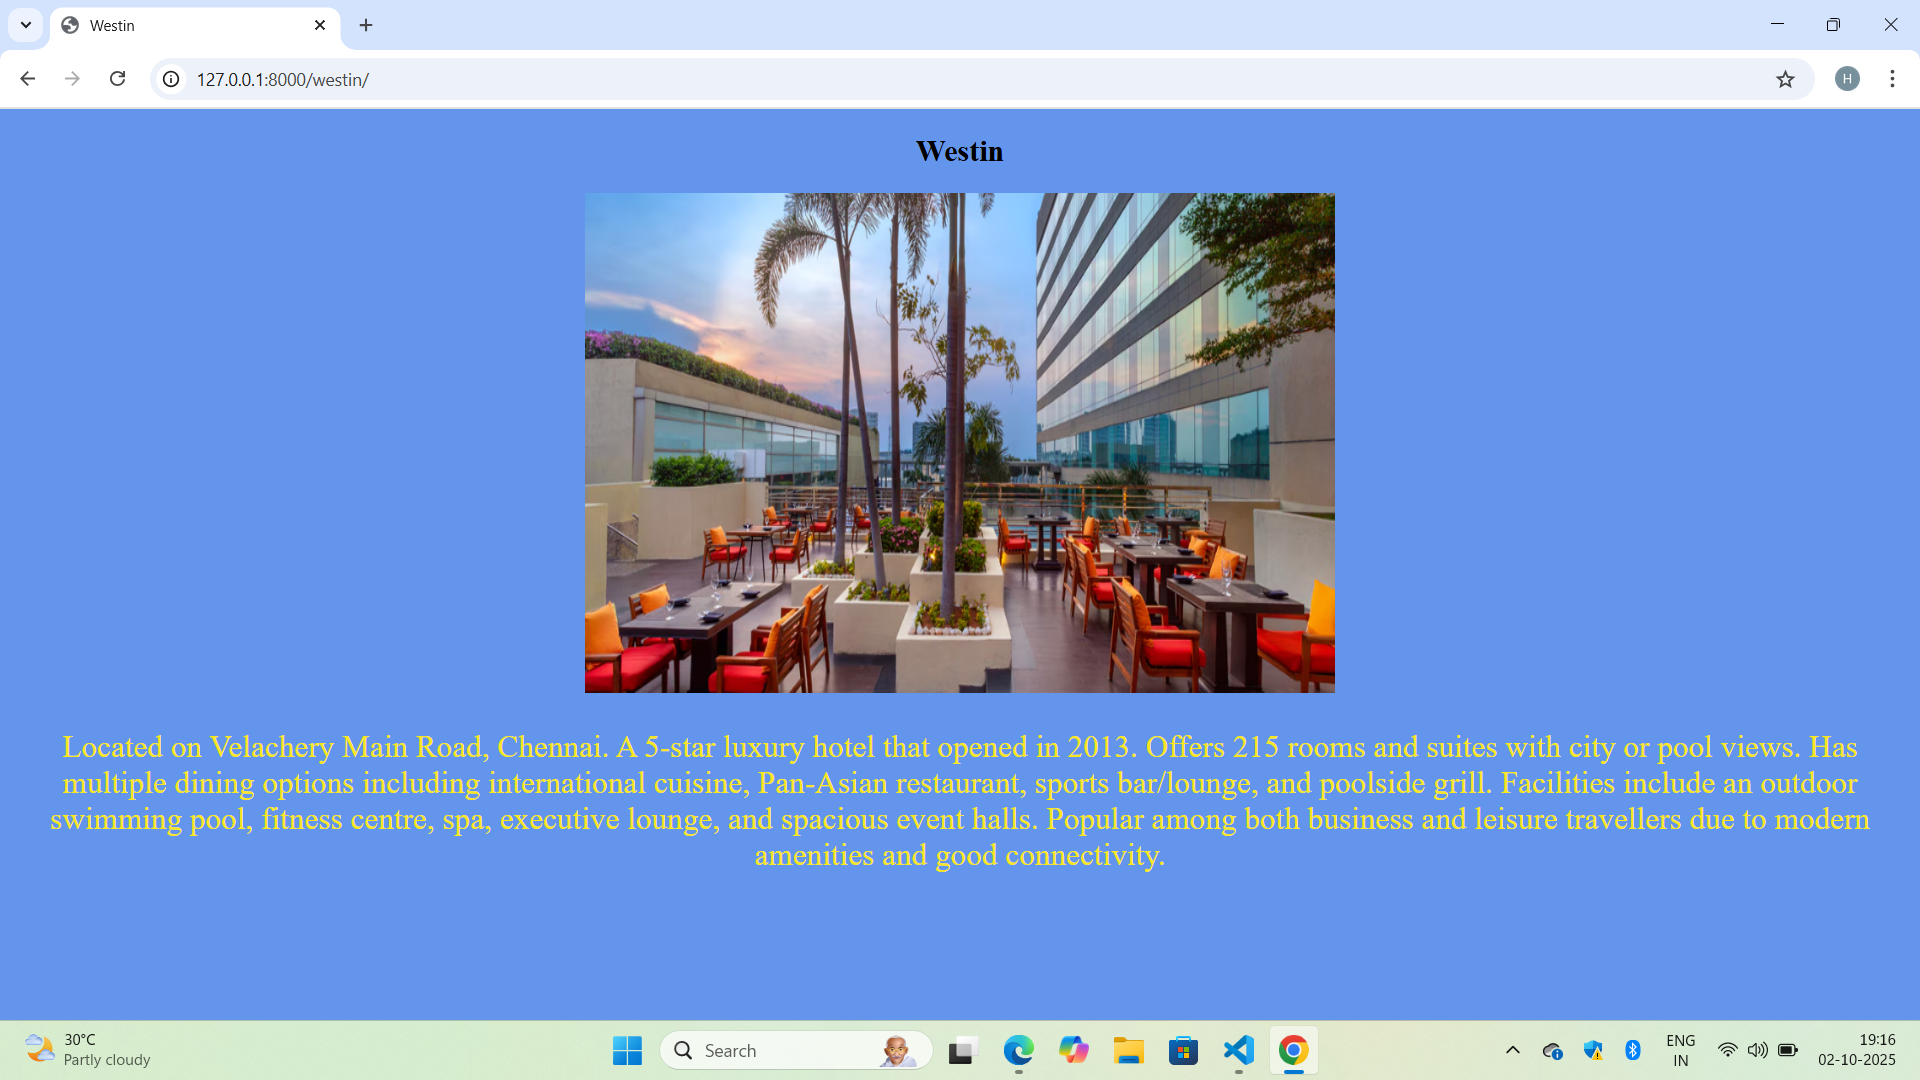 Westin
127.0.0.1:8000/westin/
H
Westin
Located on Velachery Main Road, Chennai. A 5-star luxury hotel that opened in 2013. Offers 215 rooms and suites with city or pool views. Has
multiple dining options including international cuisine, Pan-Asian restaurant, sports bar/lounge, and poolside grill. Facilities include an outdoor
swimming pool, fitness centre, spa, executive lounge, and spacious event halls. Popular among both business and leisure travellers due to modern
amenities and good connectivity.
30°C
Partly cloudy
Search
ENG
IN
19:16
02-10-2025